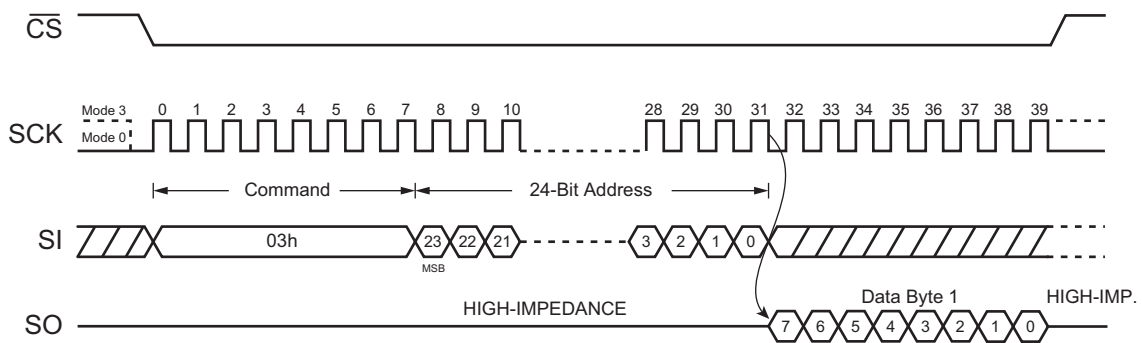 CS
Mode 3
0 1 2 3 4 5 6 7 8 9 10 28 29 30 31 32 33 34 35 36 37 38 39
SCK
Mode 0
Command 24-Bit Address
SI 03h 23 22 21 3 2 1 0
MSB
HIGH-IMPEDANCE Data Byte 1 HIGH-IMP.
SO 7 6 5 4 3 2 1 0